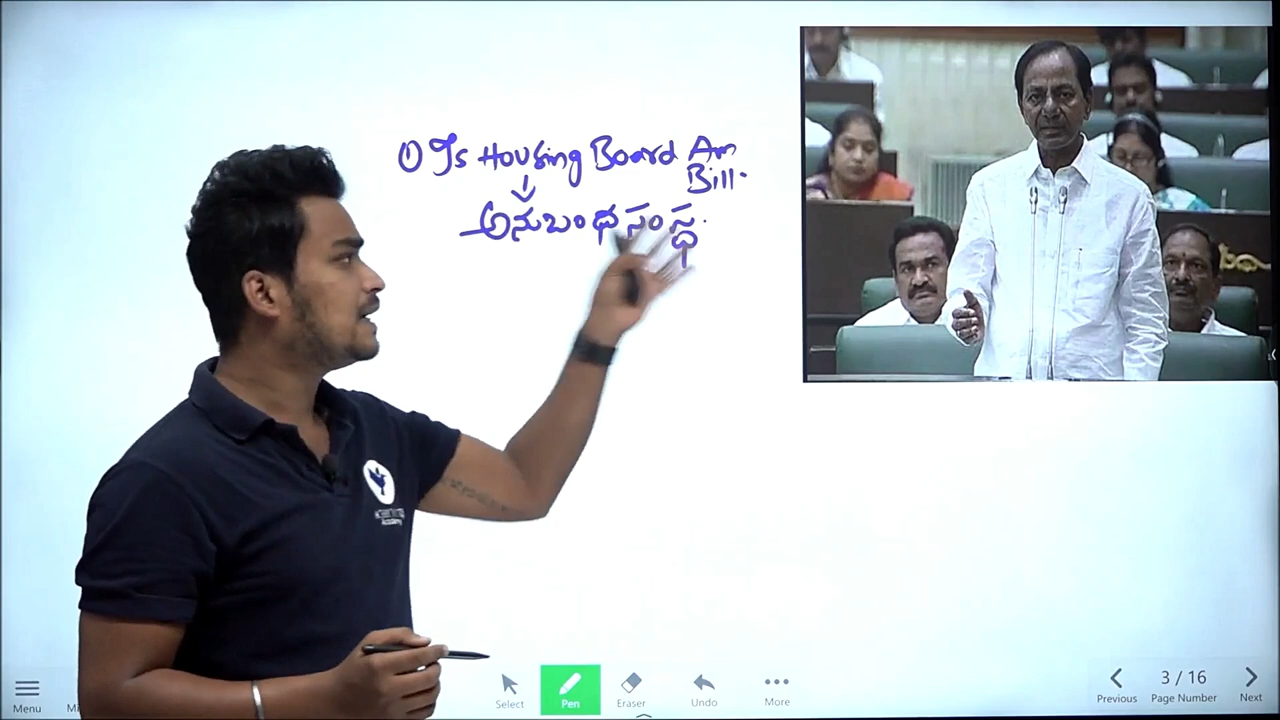 ① Ts Housing Board Am
Bill.
అనుబంధ సంస్థ.
Academy
Menu
Select
Pen
Eraser
Undo
More
Previous
3 / 16
Page Number
Next